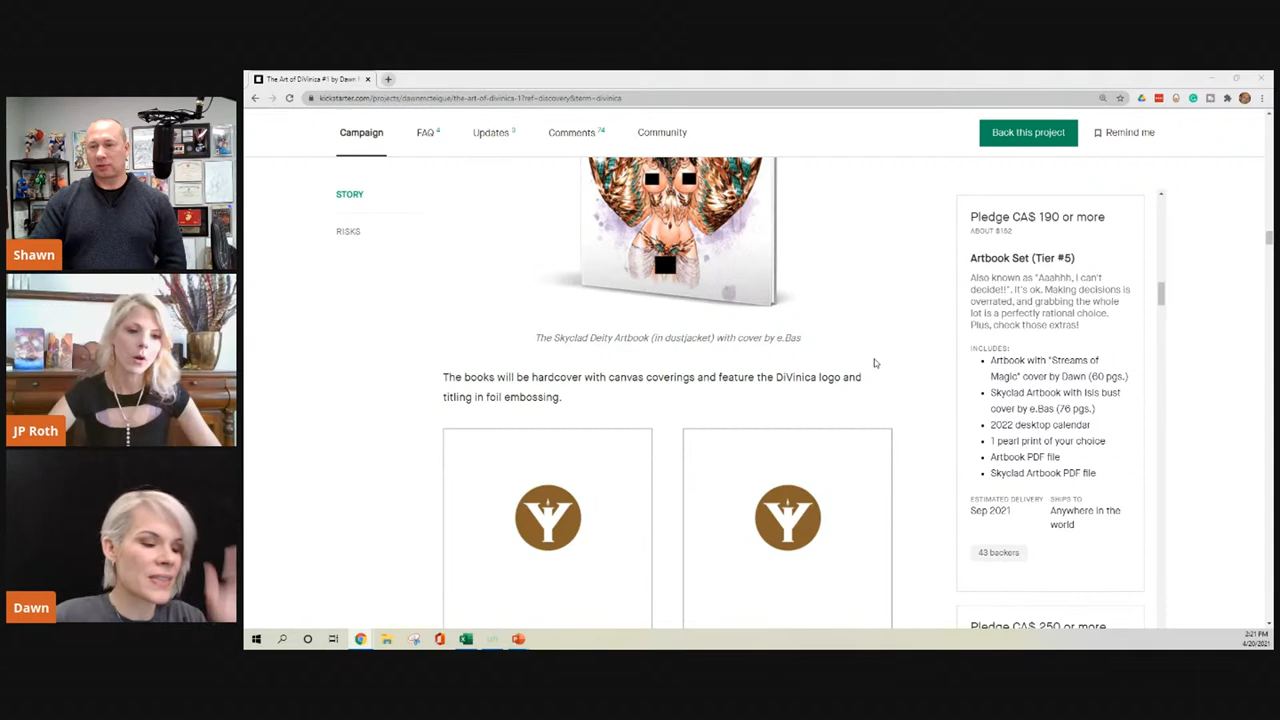 The Art of DiVinica #1 by Dawn
kickstarter.com/projects/dawnmcteigue/the-art-of-divinica-1?ref=discovery&term=divinica
Campaign
FAQ 4
Updates 3
Comments 74
Community
Back this project
Remind me
STORY
RISKS
The Skyclad Deity Artbook (in dustjacket) with cover by e.Bas
The books will be hardcover with canvas coverings and feature the DiVinica logo and
titling in foil embossing.
Pledge CA$ 190 or more
ABOUT $152
Artbook Set (Tier #5)
Also known as "Aaahhh, I can't
decide!!". It's ok. Making decisions is
overrated, and grabbing the whole
lot is a perfectly rational choice.
Plus, check those extras!
INCLUDES:
Artbook with "Streams of
Magic" cover by Dawn (60 pg.)
Skyclad Artbook with Isis bust
cover by e.Bas (76 pgs.)
2022 desktop calendar
1 pearl print of your choice
Artbook PDF file
Skyclad Artbook PDF file
ESTIMATED DELIVERY
Sep 2021
SHIPS TO
Anywhere in the
world
43 backers
Pledge CA$ 250 or more
Shawn
JP Roth
Dawn
2:21 PM
4/20/2021